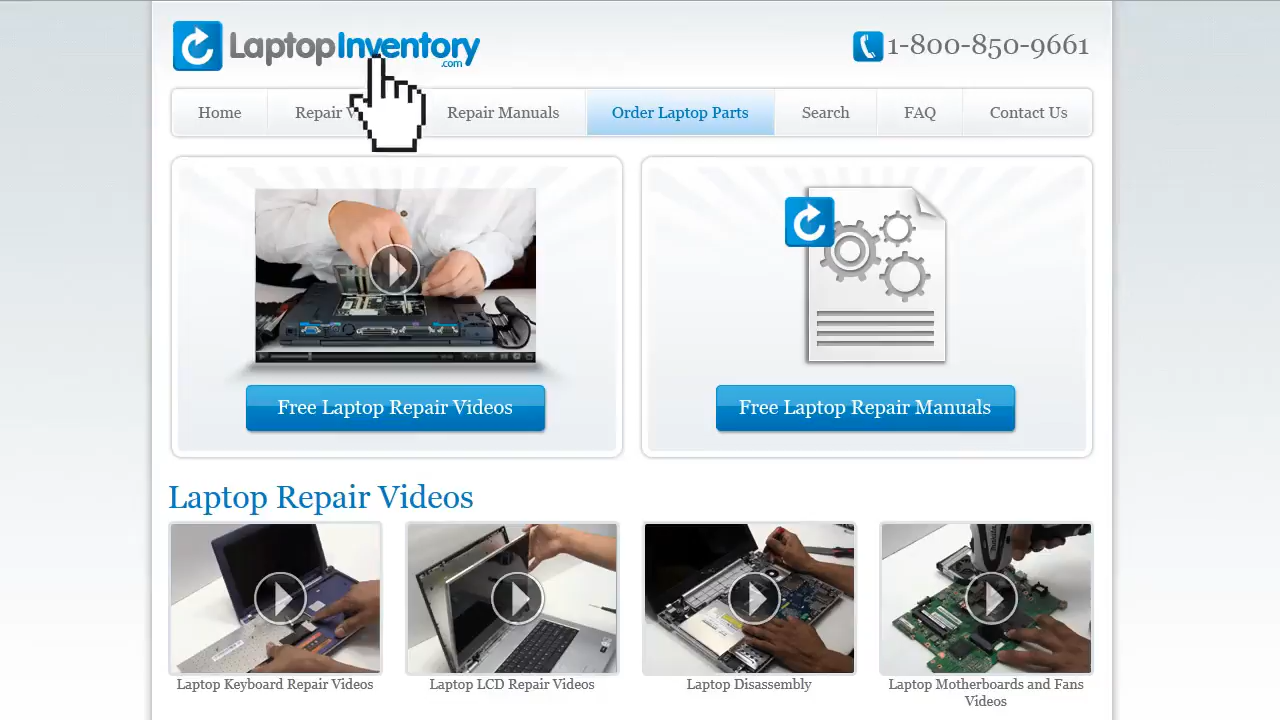 LaptopInventory
.com
1-800-850-9661
Home
Repair
Repair Manuals
Order Laptop Parts
Search
FAQ
Contact Us
Free Laptop Repair Videos
Free Laptop Repair Manuals
Laptop Repair Videos
Laptop Keyboard Repair Videos
Laptop LCD Repair Videos
Laptop Disassembly
Laptop Motherboards and Fans
Videos